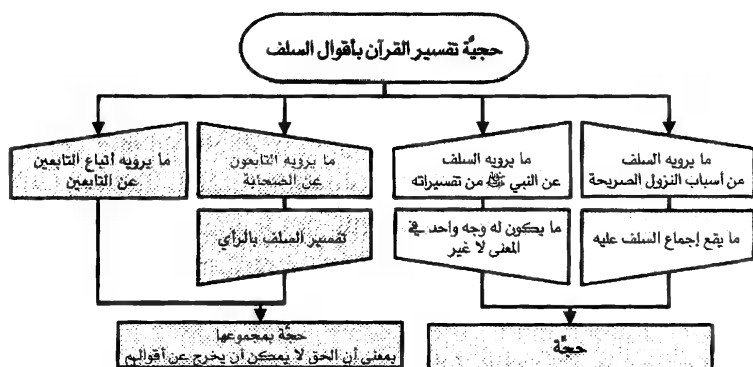 حجيَّة تفسير القرآن بأقوال السلف
ما يرويه السلف
من أسباب النزول الصريحة
ما يرويه السلف
عن النبي ﷺ من تفسيراته
ما يرويه التابعون
عن الصحابة
ما يرويه أتباع التابعين
عن التابعين
ما يقع إجماع السلف عليه
ما يكون له وجه واحد في
المعنى لا غير
تفسير السلف بالرأي
حجَّة
حجَّة بمجموعها
بمعنى أن الحق لا يمكن أن يخرج عن أقوالهم